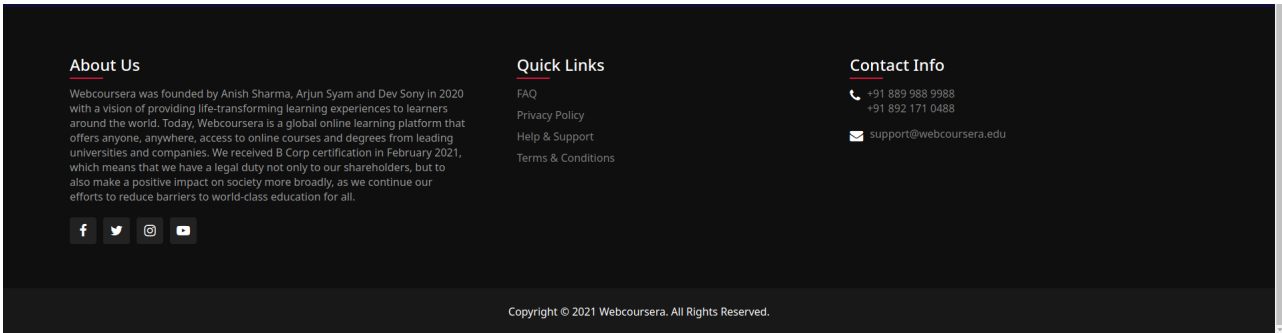 About Us
Webcoursera was founded by Anish Sharma, Arjun Syam and Dev Sony in 2020
with a vision of providing life-transforming learning experiences to learners
around the world. Today, Webcoursera is a global online learning platform that
offers anyone, anywhere, access to online courses and degrees from leading
universities and companies. We received B Corp certification in February 2021,
which means that we have a legal duty not only to our shareholders, but to
also make a positive impact on society more broadly, as we continue our
efforts to reduce barriers to world-class education for all.
Quick Links
FAQ
Privacy Policy
Help & Support
Terms & Conditions
Contact Info
+91 889 988 9988
+91 892 171 0488
support@webcoursera.edu
Copyright © 2021 Webcoursera. All Rights Reserved.